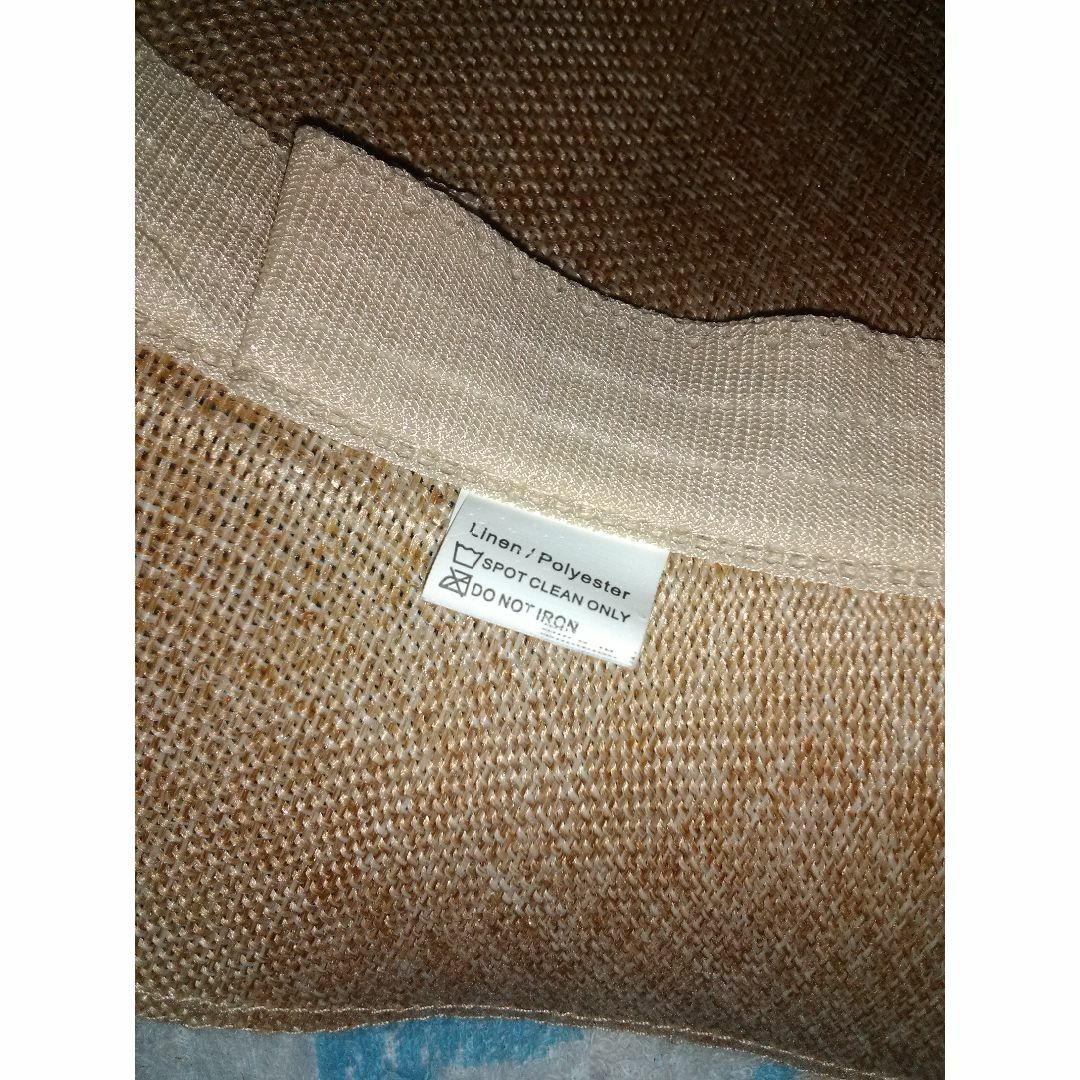 Linen / Polyester
SPOT CLEAN ONLY
DO NOT IRON